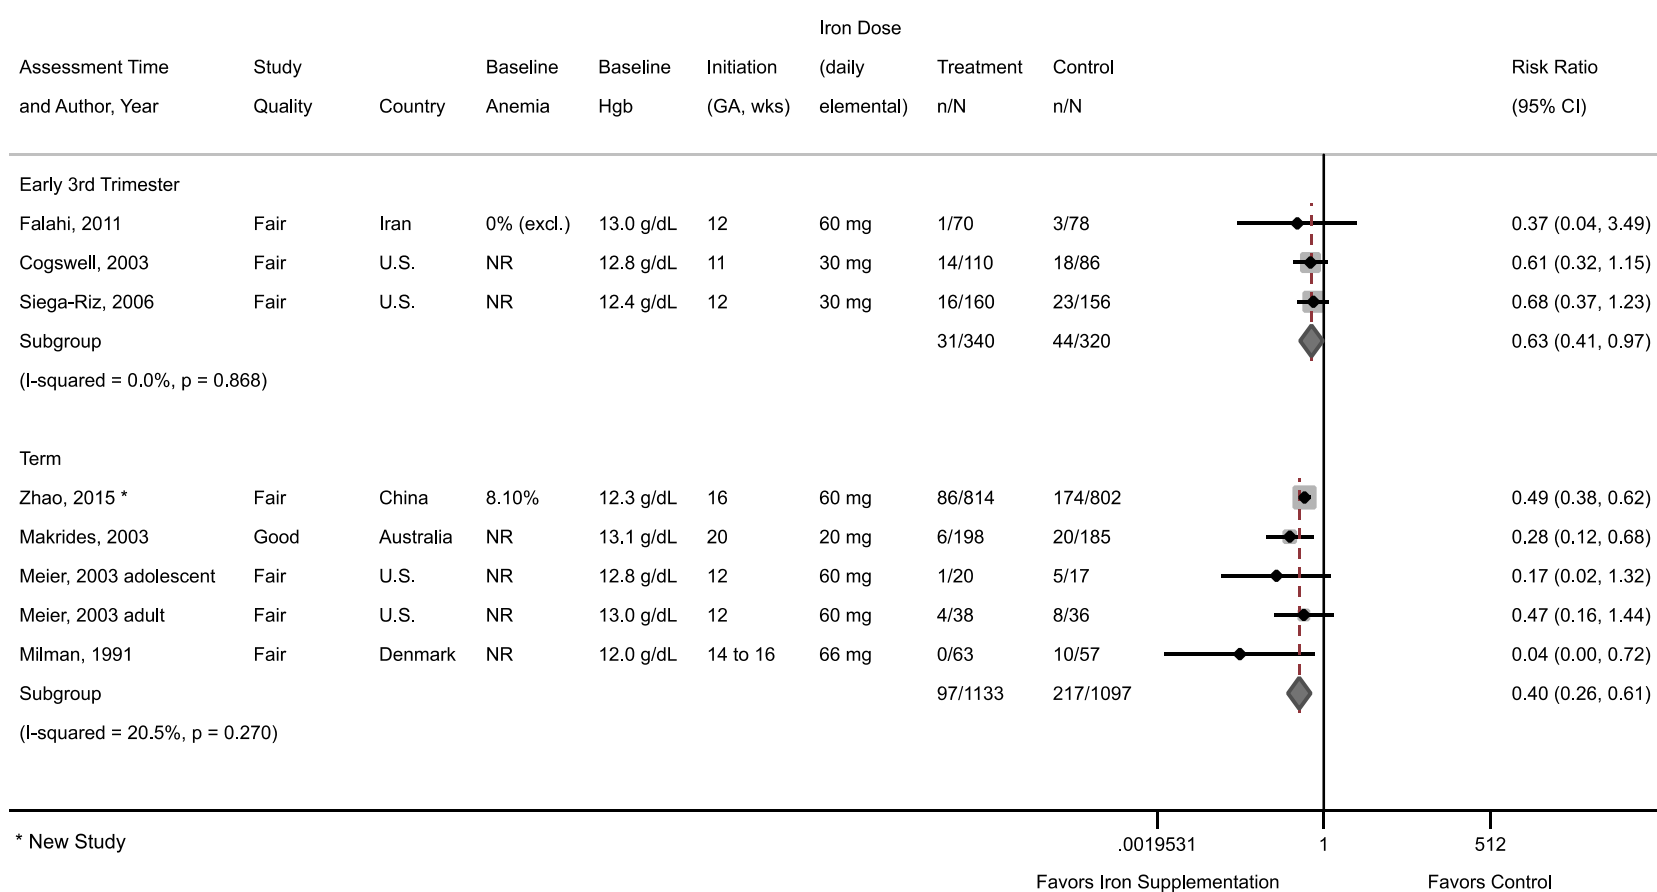 Iron Dose
Assessment Time Study Baseline Baseline Initiation (daily Treatment Control Risk Ratio
and Author, Year Quality Country Anemia Hgb (GA, wks) elemental) n/N n/N (95% CI)
Early 3rd Trimester
Falahi, 2011 Fair Iran 0% (excl.) 13.0 g/dL 12 60 mg 1/70 3/78 0.37 (0.04, 3.49)
Cogswell, 2003 Fair U.S. NR 12.8 g/dL 11 30 mg 14/110 18/86 0.61 (0.32, 1.15)
Siega-Riz, 2006 Fair U.S. NR 12.4 g/dL 12 30 mg 16/160 23/156 0.68 (0.37, 1.23)
Subgroup 31/340 44/320 0.63 (0.41, 0.97)
(I-squared = 0.0%, p = 0.868)
Term
Zhao, 2015 * Fair China 8.10% 12.3 g/dL 16 60 mg 86/814 174/802 0.49 (0.38, 0.62)
Makrides, 2003 Good Australia NR 13.1 g/dL 20 20 mg 6/198 20/185 0.28 (0.12, 0.68)
Meier, 2003 adolescent Fair U.S. NR 12.8 g/dL 12 60 mg 1/20 5/17 0.17 (0.02, 1.32)
Meier, 2003 adult Fair U.S. NR 13.0 g/dL 12 60 mg 4/38 8/36 0.47 (0.16, 1.44)
Milman, 1991 Fair Denmark NR 12.0 g/dL 14 to 16 66 mg 0/63 10/57 0.04 (0.00, 0.72)
Subgroup 97/1133 217/1097 0.40 (0.26, 0.61)
(I-squared = 20.5%, p = 0.270)
* New Study .0019531 1 512
Favors Iron Supplementation Favors Control